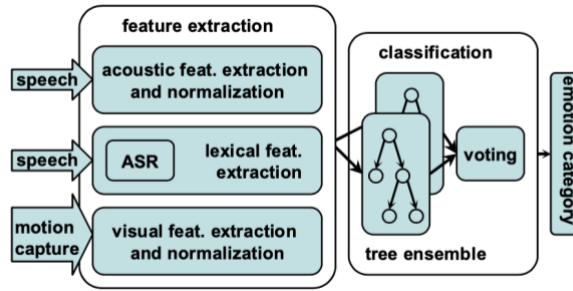 feature extraction
speech
acoustic feat. extraction
and normalization
speech
ASR
lexical feat.
extraction
motion
capture
visual feat. extraction
and normalization
classification
voting
tree ensemble
emotion category